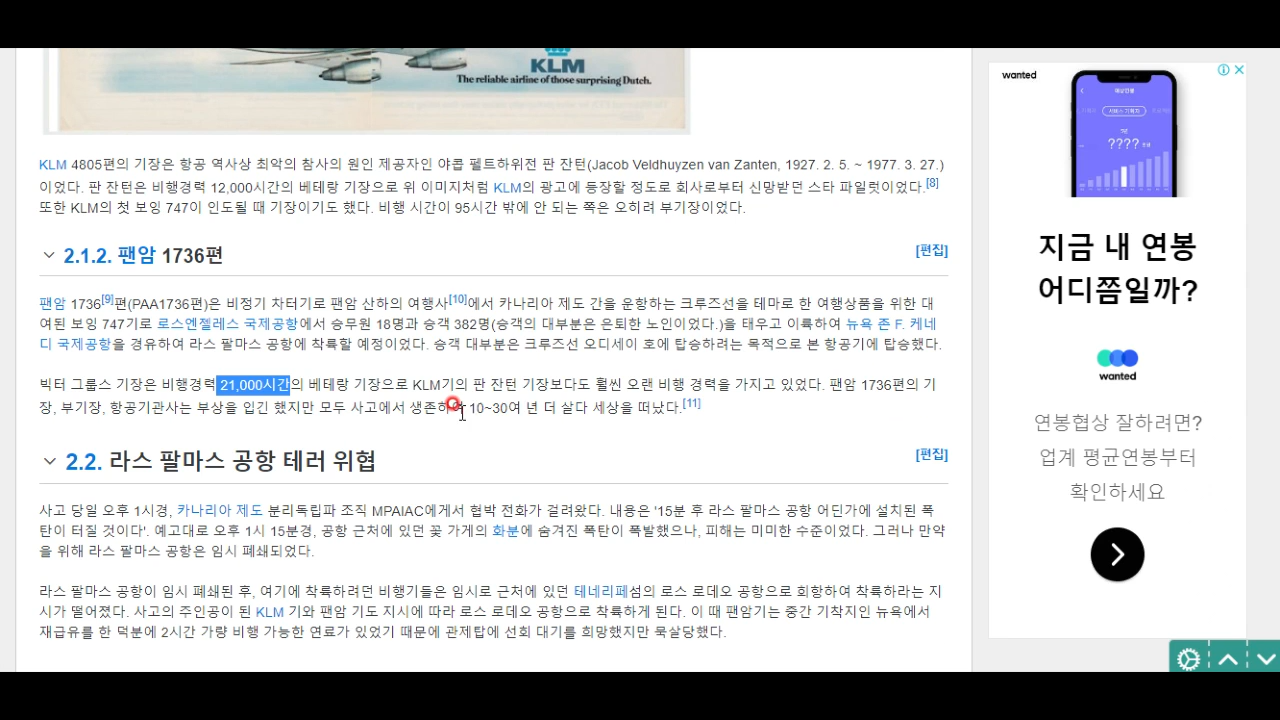 KLM
The reliable airline of those surprising Dutch.
KLM 4805편의 기장은 항공 역사상 최악의 참사의 원인 제공자인 야콥 펠트하위전 판 잔턴(Jacob Veldhuyzen van Zanten, 1927. 2. 5. ~ 1977. 3. 27.)
이었다. 판 잔턴은 비행경력 12,000시간의 베테랑 기장으로 위 이미지처럼 KLM의 광고에 등장할 정도로 회사로부터 신망받던 스타 파일럿이었다.[8]
또한 KLM의 첫 보잉 747이 인도될 때 기장이기도 했다. 비행 시간이 95시간 밖에 안 되는 쪽은 오히려 부기장이었다.
2.1.2. 팬암 1736편 [편집]
팬암 1736[9]편(PAA1736편)은 비정기 차터기로 팬암 산하의 여행사[10]에서 카나리아 제도 간을 운항하는 크루즈선을 테마로 한 여행상품을 위한 대
여된 보잉 747기로 로스엔젤레스 국제공항에서 승무원 18명과 승객 382명(승객의 대부분은 은퇴한 노인이었다.)을 태우고 이륙하여 뉴욕 존 F. 케네
디 국제공항을 경유하여 라스 팔마스 공항에 착륙할 예정이었다. 승객 대부분은 크루즈선 오디세이 호에 탑승하려는 목적으로 본 항공기에 탑승했다.
빅터 그룹스 기장은 비행경력 21,000시간의 베테랑 기장으로 KLM기의 판 잔턴 기장보다도 훨씬 오랜 비행 경력을 가지고 있었다. 팬암 1736편의 기
장, 부기장, 항공기관사는 부상을 입긴 했지만 모두 사고에서 생존하여 10~30여 년 더 살다 세상을 떠났다.[11]
2.2. 라스 팔마스 공항 테러 위협 [편집]
사고 당일 오후 1시경, 카나리아 제도 분리독립파 조직 MPAIAC에게서 협박 전화가 걸려왔다. 내용은 '15분 후 라스 팔마스 공항 어딘가에 설치된 폭
탄이 터질 것이다'. 예고대로 오후 1시 15분경, 공항 근처에 있던 꽃 가게의 화분에 숨겨진 폭탄이 폭발했으나, 피해는 미미한 수준이었다. 그러나 만약
을 위해 라스 팔마스 공항은 임시 폐쇄되었다.
라스 팔마스 공항이 임시 폐쇄된 후, 여기에 착륙하려던 비행기들은 임시로 근처에 있던 테네리페섬의 로스 로데오 공항으로 회항하여 착륙하라는 지
시가 떨어졌다. 사고의 주인공이 된 KLM 기와 팬암 기도 지시에 따라 로스 로데오 공항으로 착륙하게 된다. 이 때 팬암기는 중간 기착지인 뉴욕에서
재급유를 한 덕분에 2시간 가량 비행 가능한 연료가 있었기 때문에 관제탑에 선회 대기를 희망했지만 묵살당했다.
wanted
????
지금 내 연봉
어디쯤일까?
wanted
연봉협상 잘하려면?
업계 평균연봉부터
확인하세요